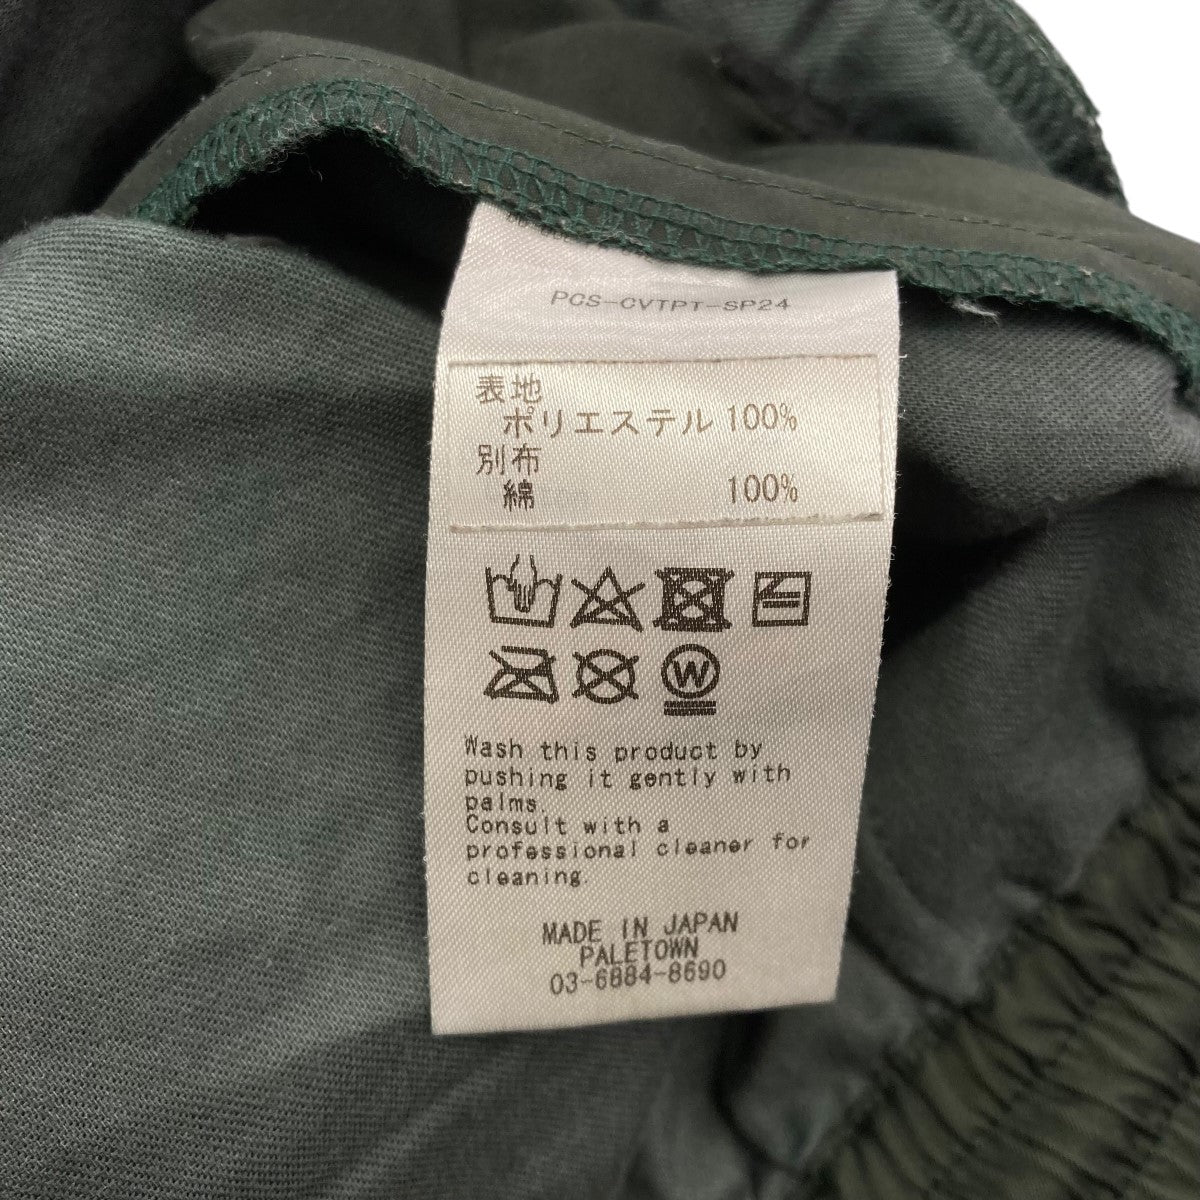 PCS-CVTPT-SP24
表地
ポリエステル 100%
別布
綿 100%
W
Wash this product by
pushing it gently with
palms.
Consult with a
professional cleaner for
cleaning.
MADE IN JAPAN
PALETOWN
03-6884-8690